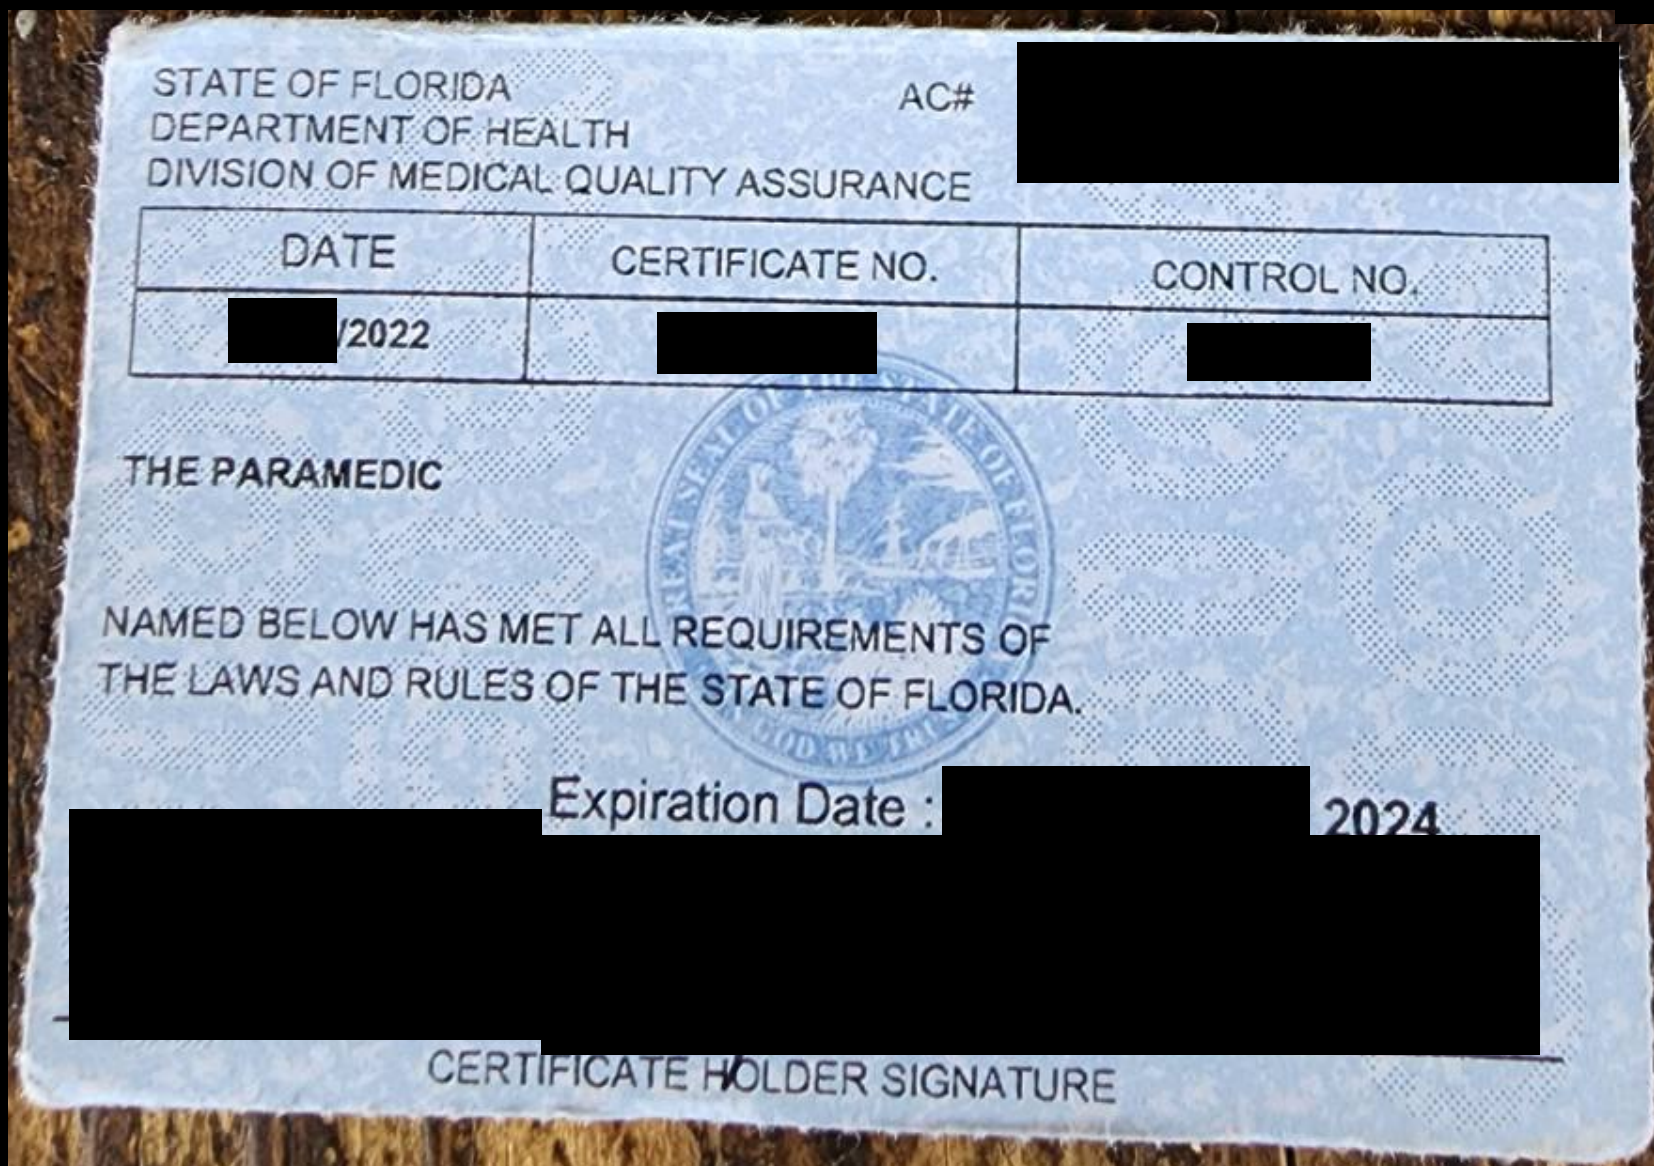 STATE OF FLORIDA
DEPARTMENT OF HEALTH
DIVISION OF MEDICAL QUALITY ASSURANCE
AC#
DATE CERTIFICATE NO. CONTROL NO.
/2022
THE PARAMEDIC
NAMED BELOW HAS MET ALL REQUIREMENTS OF
THE LAWS AND RULES OF THE STATE OF FLORIDA.
Expiration Date : 2024
CERTIFICATE HOLDER SIGNATURE